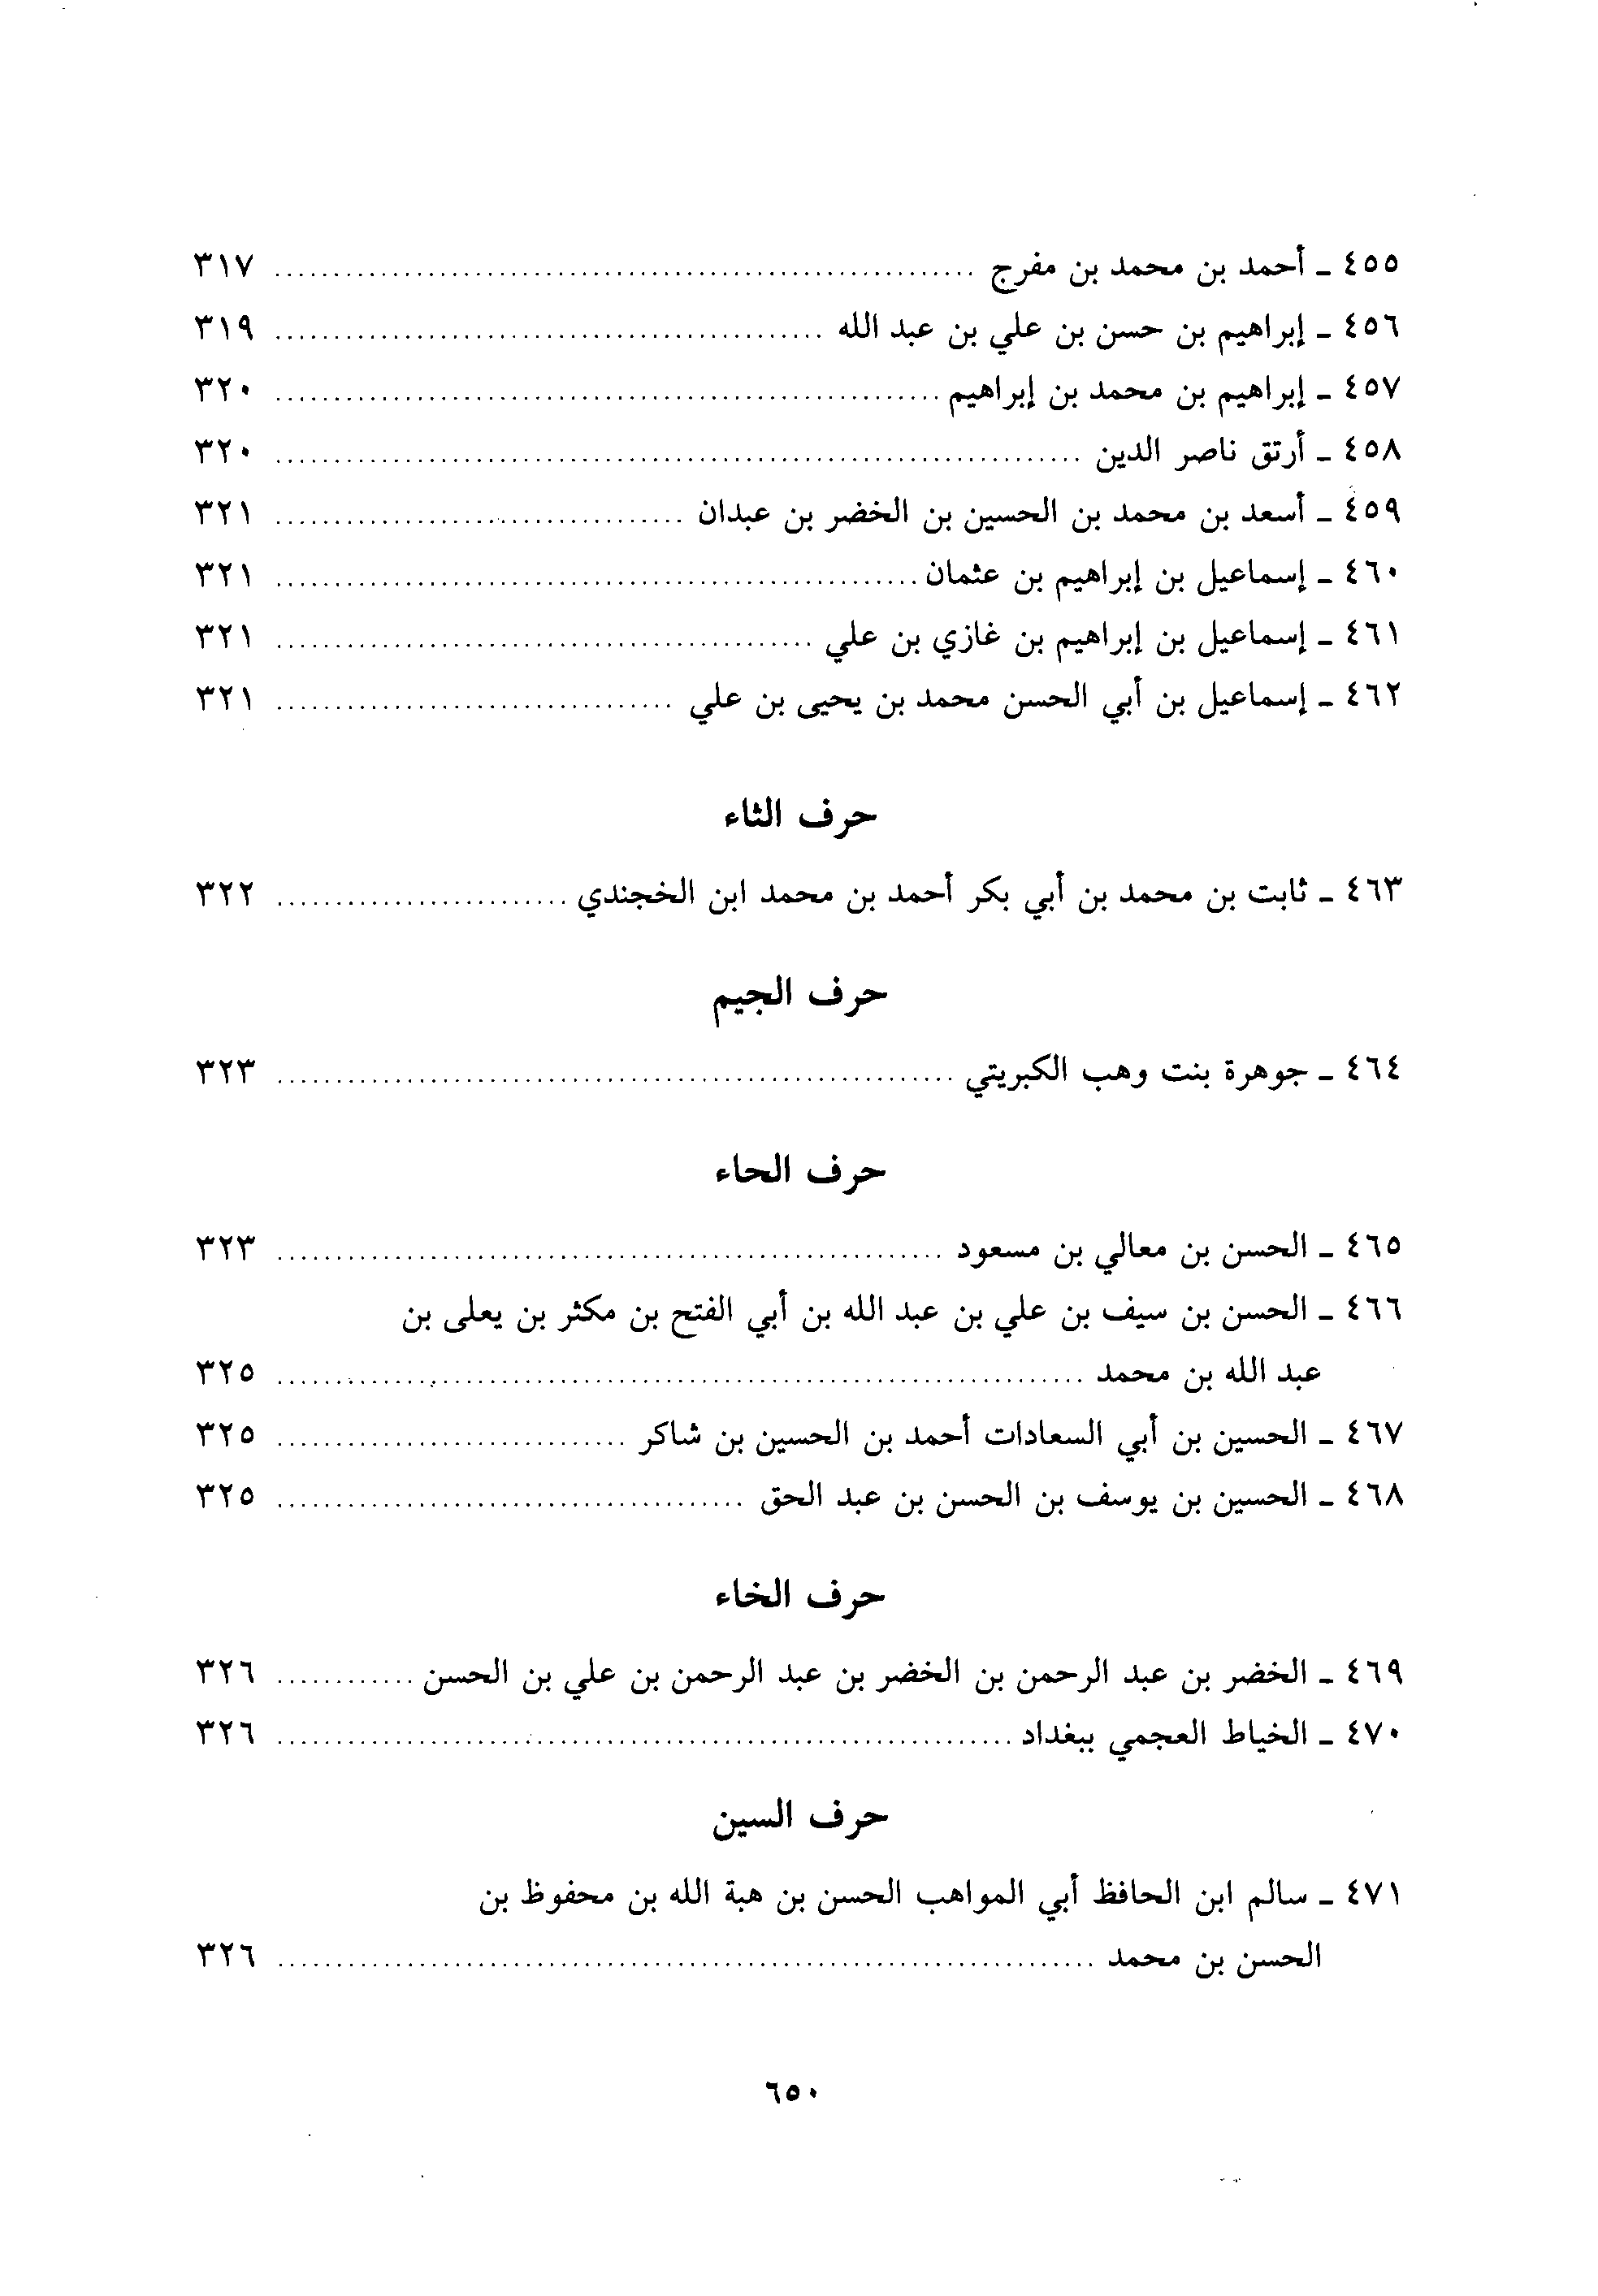 ٤٥٥ ـ أحمد بن محمد بن مفرج ........................ ٣١٧
٤٥٦ ـ إبراهيم بن حسن بن علي بن عبد الله ........................ ٣١٩
٤٥٧ ـ إبراهيم بن محمد بن إبراهيم ........................ ٣٢٠
٤٥٨ ـ أرتق ناصر الدين ........................ ٣٢٠
٤٥٩ ـ أسعد بن محمد بن الحسين بن الخضر بن عبدان ........................ ٣٢١
٤٦٠ ـ إسماعيل بن إبراهيم بن عثمان ........................ ٣٢١
٤٦١ ـ إسماعيل بن إبراهيم بن غازي بن علي ........................ ٣٢١
٤٦٢ ـ إسماعيل بن أبي الحسن محمد بن يحيى بن علي ........................ ٣٢١
حرف الثاء
٤٦٣ ـ ثابت بن محمد بن أبي بكر أحمد بن محمد ابن الخجندي ........................ ٣٢٢
حرف الجيم
٤٦٤ ـ جوهرة بنت وهب الكبريتي ........................ ٣٢٣
حرف الحاء
٤٦٥ ـ الحسن بن معالي بن مسعود ........................ ٣٢٣
٤٦٦ ـ الحسن بن سيف بن علي بن عبد الله بن أبي الفتح بن مكثر بن يعلى بن
عبد الله بن محمد ........................ ٣٢٥
٤٦٧ ـ الحسين بن أبي السعادات أحمد بن الحسين بن شاكر ........................ ٣٢٥
٤٦٨ ـ الحسين بن يوسف بن الحسن بن عبد الحق ........................ ٣٢٥
حرف الخاء
٤٦٩ ـ الخضر بن عبد الرحمن بن الخضر بن عبد الرحمن بن علي بن الحسن ............ ٣٢٦
٤٧٠ ـ الخياط العجمي ببغداد ........................ ٣٢٦
حرف السين
٤٧١ ـ سالم ابن الحافظ أبي المواهب الحسن بن هبة الله بن محفوظ بن
الحسن بن محمد ........................ ٣٢٦
٦٥٠